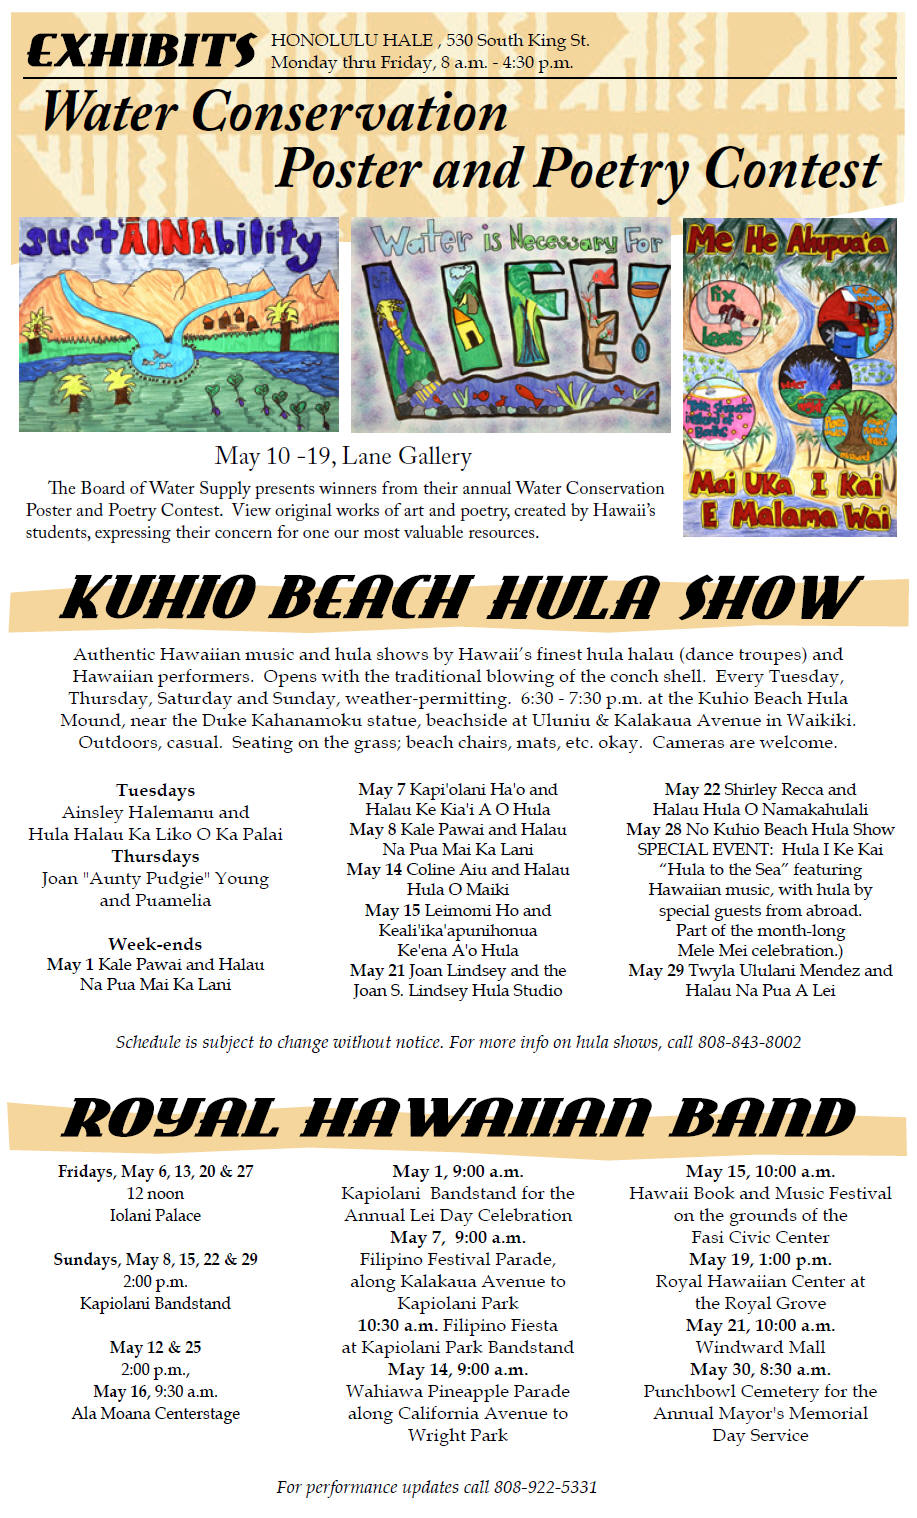 EXHIBITS
HONOLULU HALE , 530 South King St.
Monday thru Friday, 8 a.m. - 4:30 p.m.
Water Conservation
Poster and Poetry Contest
sust'ĀINAbility
Water is Necessary For
LIFE!
Me He Ahupua'a
fix
leaks
Mai Uka I Kai
E Malama Wai
May 10 -19, Lane Gallery
The Board of Water Supply presents winners from their annual Water Conservation
Poster and Poetry Contest.  View original works of art and poetry, created by Hawaii's
students, expressing their concern for one our most valuable resources.
KUHIO BEACH HULA SHOW
Authentic Hawaiian music and hula shows by Hawaii's finest hula halau (dance troupes) and
Hawaiian performers.  Opens with the traditional blowing of the conch shell.  Every Tuesday,
Thursday, Saturday and Sunday, weather-permitting.  6:30 - 7:30 p.m. at the Kuhio Beach Hula
Mound, near the Duke Kahanamoku statue, beachside at Uluniu & Kalakaua Avenue in Waikiki.
Outdoors, casual.  Seating on the grass; beach chairs, mats, etc. okay.  Cameras are welcome.
Tuesdays
Ainsley Halemanu and
Hula Halau Ka Liko O Ka Palai
Thursdays
Joan "Aunty Pudgie" Young
and Puamelia
Week-ends
May 1 Kale Pawai and Halau
Na Pua Mai Ka Lani
May 7 Kapi'olani Ha'o and
Halau Ke Kia'i A O Hula
May 8 Kale Pawai and Halau
Na Pua Mai Ka Lani
May 14 Coline Aiu and Halau
Hula O Maiki
May 15 Leimomi Ho and
Keali'ika'apunihonua
Ke'ena A'o Hula
May 21 Joan Lindsey and the
Joan S. Lindsey Hula Studio
May 22 Shirley Recca and
Halau Hula O Namakahulali
May 28 No Kuhio Beach Hula Show
SPECIAL EVENT:  Hula I Ke Kai
"Hula to the Sea" featuring
Hawaiian music, with hula by
special guests from abroad.
Part of the month-long
Mele Mei celebration.)
May 29 Twyla Ululani Mendez and
Halau Na Pua A Lei
Schedule is subject to change without notice. For more info on hula shows, call 808-843-8002
ROYAL HAWAIIAN BAND
Fridays, May 6, 13, 20 & 27
12 noon
Iolani Palace
Sundays, May 8, 15, 22 & 29
2:00 p.m.
Kapiolani Bandstand
May 12 & 25
2:00 p.m.,
May 16, 9:30 a.m.
Ala Moana Centerstage
May 1, 9:00 a.m.
Kapiolani  Bandstand for the
Annual Lei Day Celebration
May 7,  9:00 a.m.
Filipino Festival Parade,
along Kalakaua Avenue to
Kapiolani Park
10:30 a.m. Filipino Fiesta
at Kapiolani Park Bandstand
May 14, 9:00 a.m.
Wahiawa Pineapple Parade
along California Avenue to
Wright Park
May 15, 10:00 a.m.
Hawaii Book and Music Festival
on the grounds of the
Fasi Civic Center
May 19, 1:00 p.m.
Royal Hawaiian Center at
the Royal Grove
May 21, 10:00 a.m.
Windward Mall
May 30, 8:30 a.m.
Punchbowl Cemetery for the
Annual Mayor's Memorial
Day Service
For performance updates call 808-922-5331